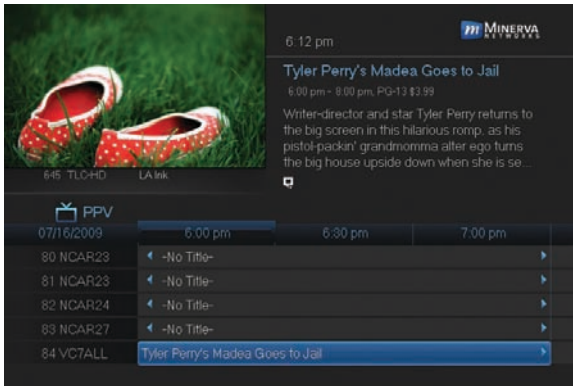 6:12 pm
m MINERVA
NETWORKS
Tyler Perry's Madea Goes to Jail
6:00 pm - 8:00 pm, PG-13 $3.99
Writer-director and star Tyler Perry returns to
the big screen in this hilarious romp, as his
pistol-packin' grandmomma alter ego turns
the big house upside down when she is se...
645 TLC-HD LA Ink
PPV
07/16/2009 6:00 pm 6:30 pm 7:00 pm
80 NCAR23 -No Title-
81 NCAR23 -No Title-
82 NCAR24 -No Title-
83 NCAR27 -No Title-
84 VC7ALL Tyler Perry's Madea Goes to Jail